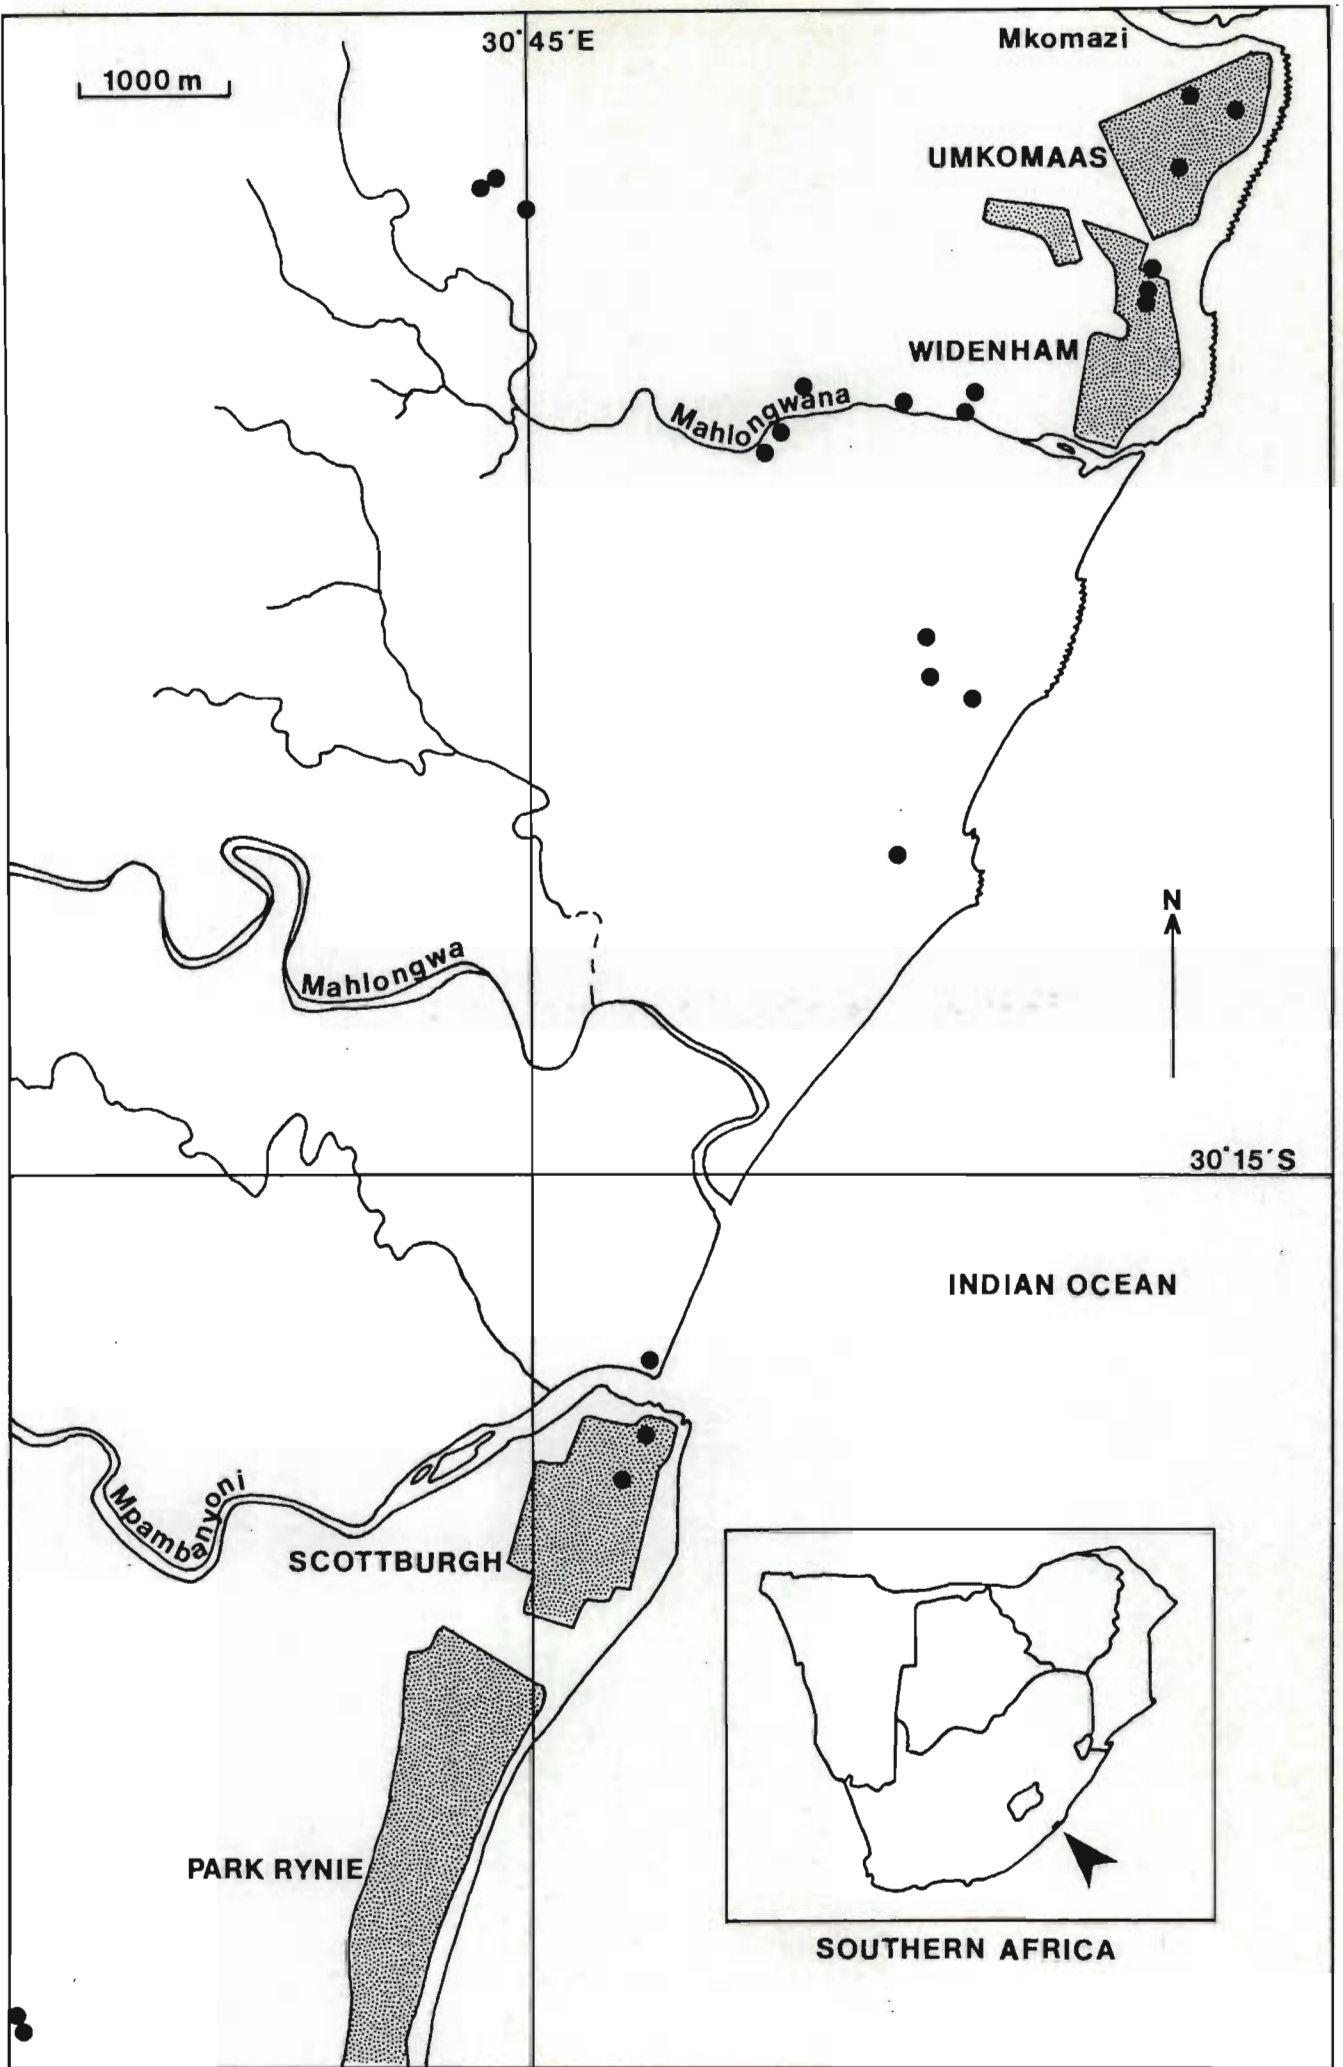 30°45′E
Mkomazi
1000 m
UMKOMAAS
WIDENHAM
Mahlongwana
N
Mahlongwa
30°15′S
INDIAN OCEAN
Mpambanyoni
SCOTTBURGH
PARK RYNIE
SOUTHERN AFRICA